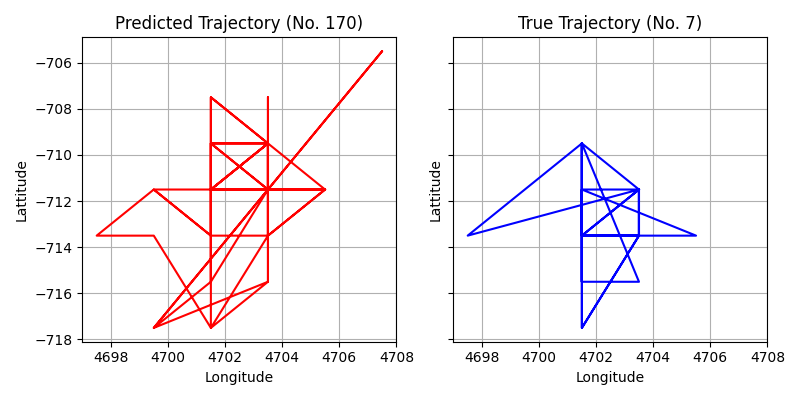 Predicted Trajectory (No. 170)
True Trajectory (No. 7)
Lattitude
−706
−708
−710
−712
−714
−716
−718
4698 4700 4702 4704 4706 4708
Longitude
Lattitude
4698 4700 4702 4704 4706 4708
Longitude